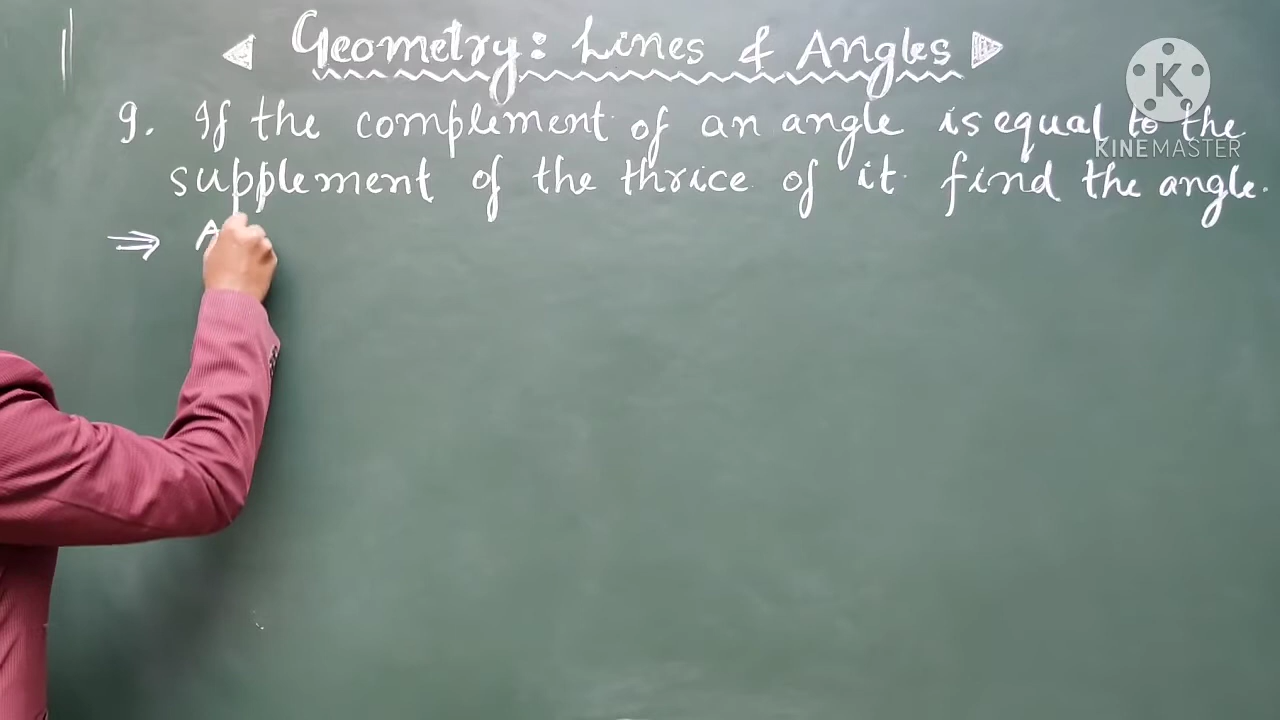 Geometry: Lines & Angles
9. If the complement of an angle is equal to the
supplement of the thrice of it find the angle.
⇒ A
K
KINEMASTER